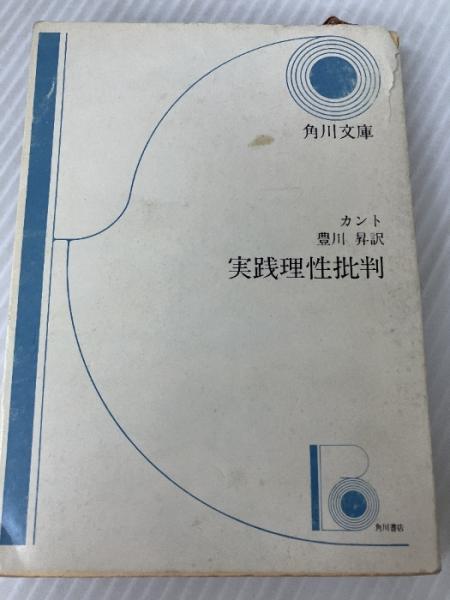 角川文庫
カント
豊川 昇訳
実践理性批判
角川書店